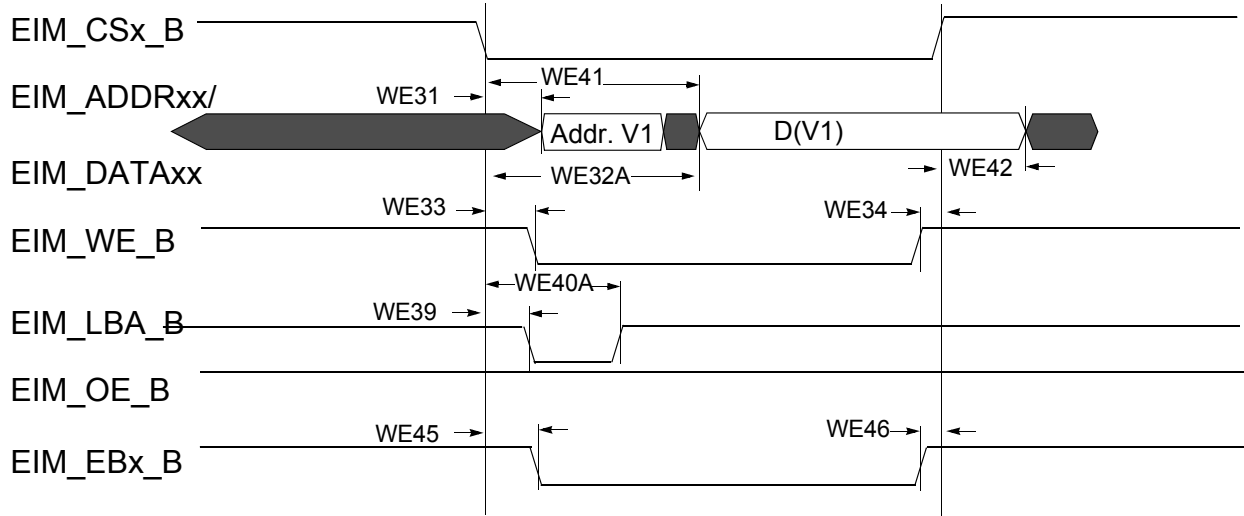 EIM_CSx_B
WE41
EIM_ADDRxx/
WE31
Addr. V1
D(V1)
EIM_DATAxx
WE32A
WE42
WE33
WE34
EIM_WE_B
WE40A
WE39
EIM_LBA_B
EIM_OE_B
WE45
WE46
EIM_EBx_B